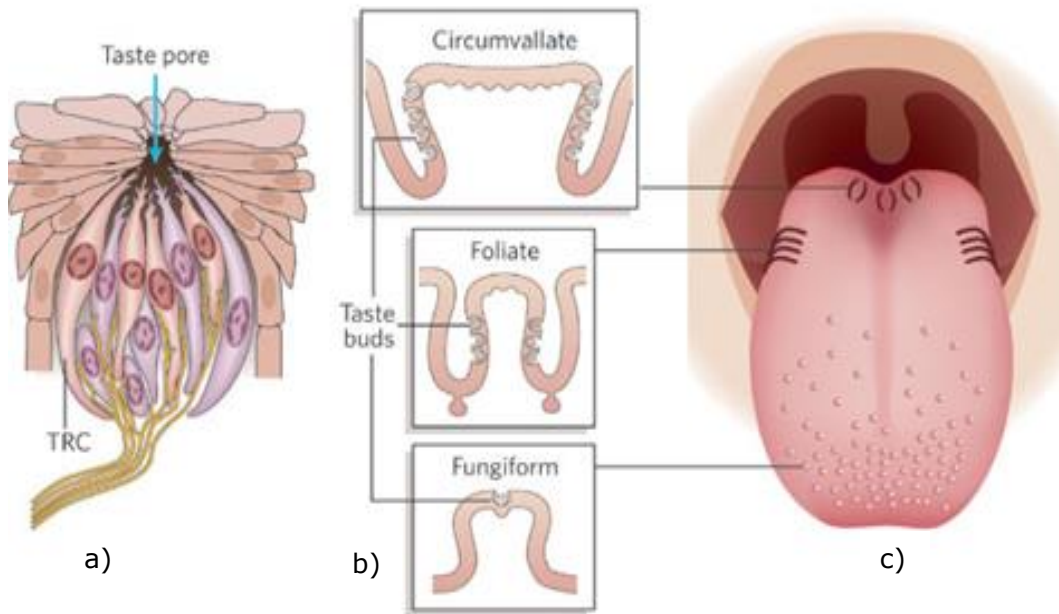 Taste pore
TRC
a)
Circumvallate
Foliate
Taste
buds
Fungiform
b)
c)